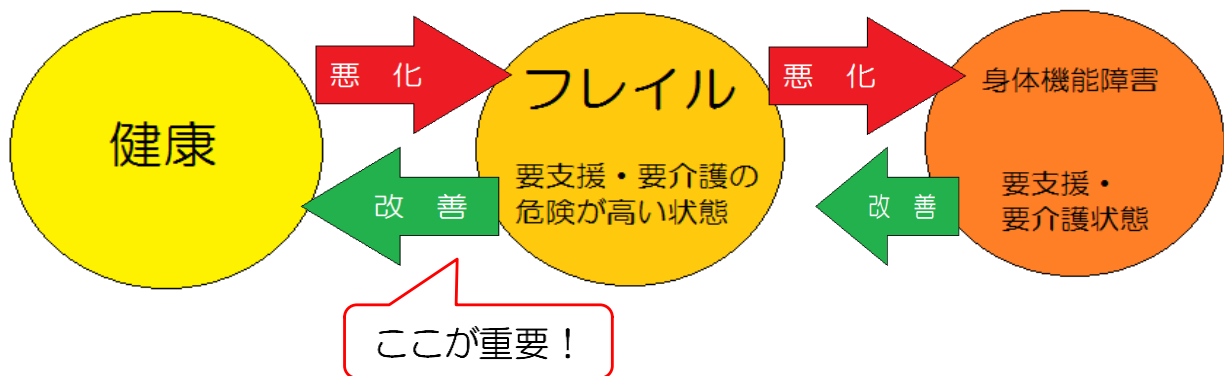 健康
悪　化
改　善
フレイル
要支援・要介護の
危険が高い状態
悪　化
改　善
身体機能障害
要支援・
要介護状態
ここが重要！